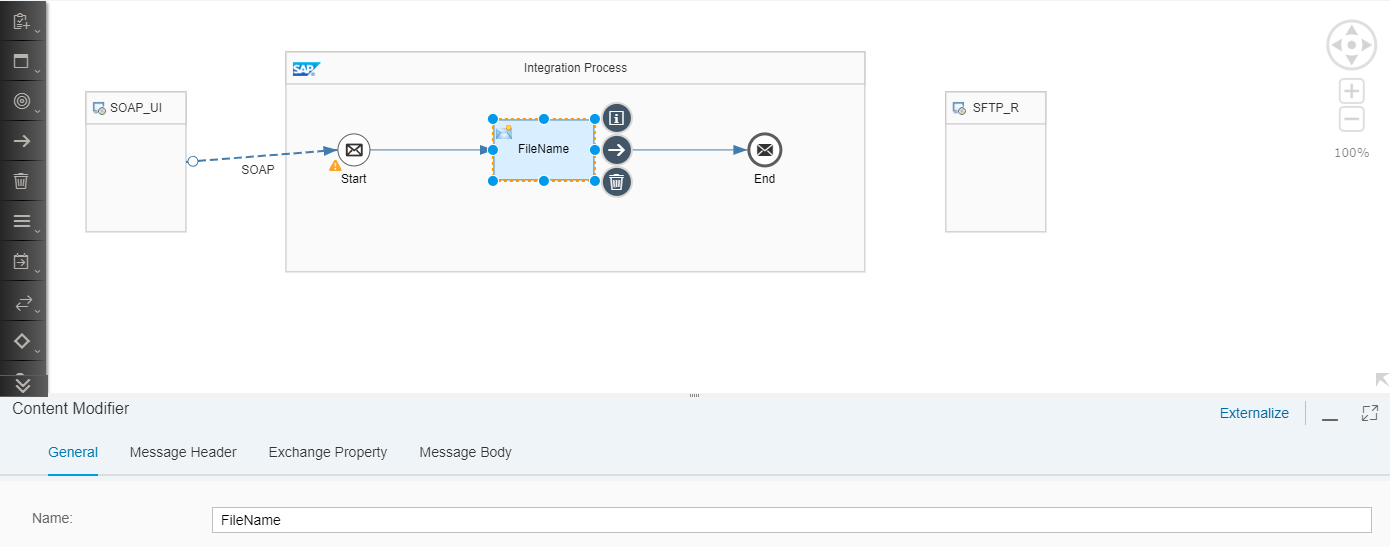 SAP
Integration Process
SOAP_UI
SFTP_R
FileName
SOAP
Start
End
100%
Content Modifier
Externalize
General
Message Header
Exchange Property
Message Body
Name:
FileName